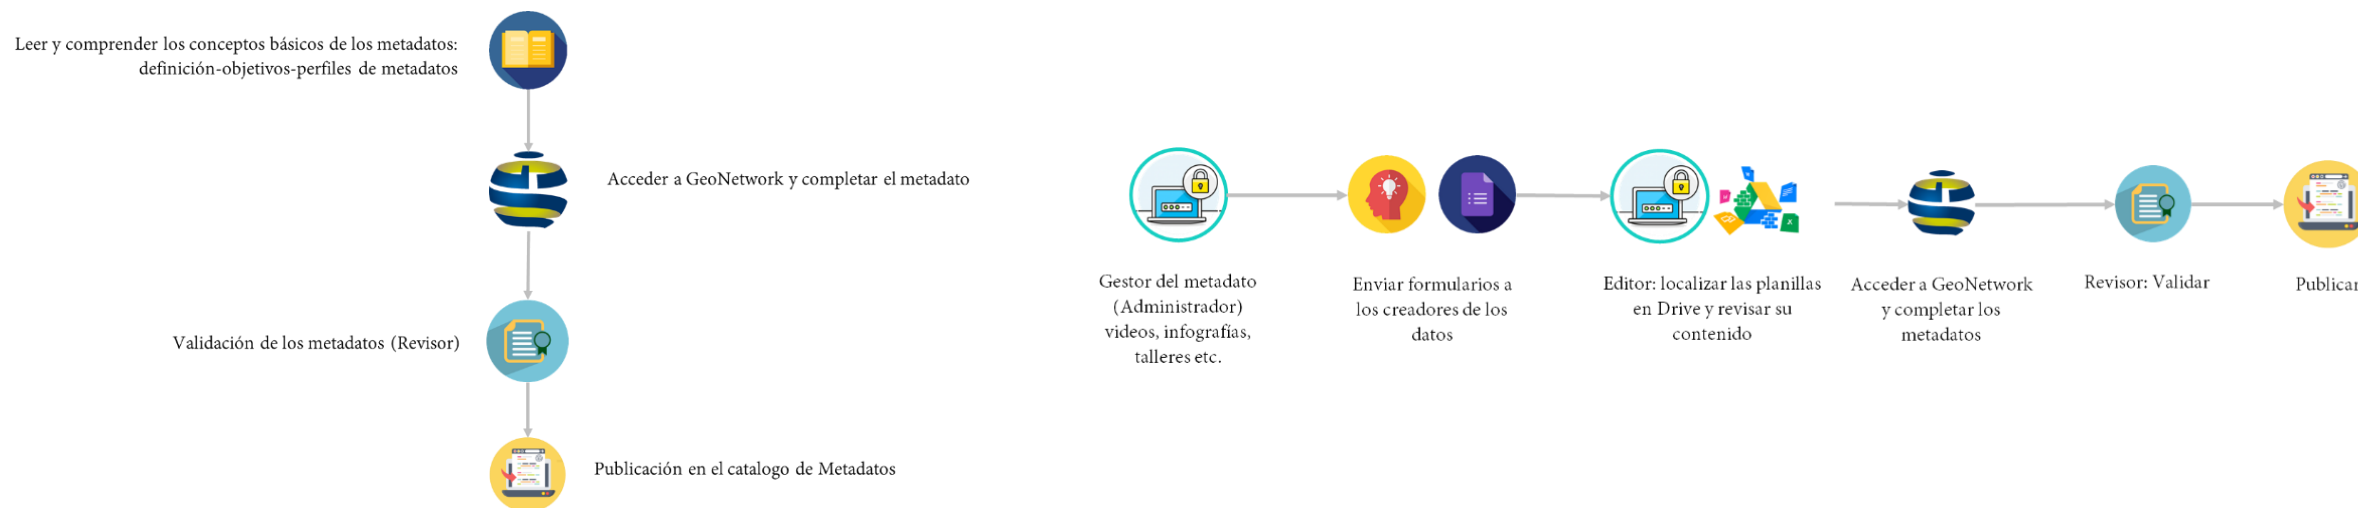 Leer y comprender los conceptos básicos de los metadatos:
definición-objetivos-perfiles de metadatos
Acceder a GeoNetwork y completar el metadato
Validación de los metadatos (Revisor)
Publicación en el catalogo de Metadatos
Gestor del metadato
(Administrador)
videos, infografías,
talleres etc.
Enviar formularios a
los creadores de los
datos
Editor: localizar las planillas
en Drive y revisar su
contenido
Acceder a GeoNetwork
y completar los
metadatos
Revisor: Validar
Publicar